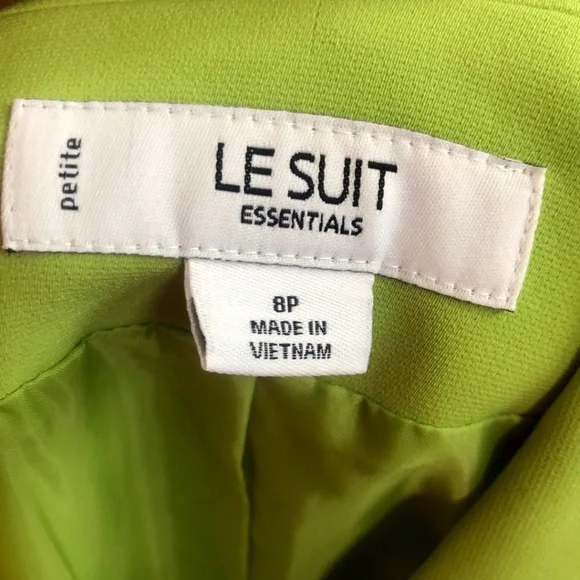 petite
LE SUIT
ESSENTIALS
8P
MADE IN
VIETNAM